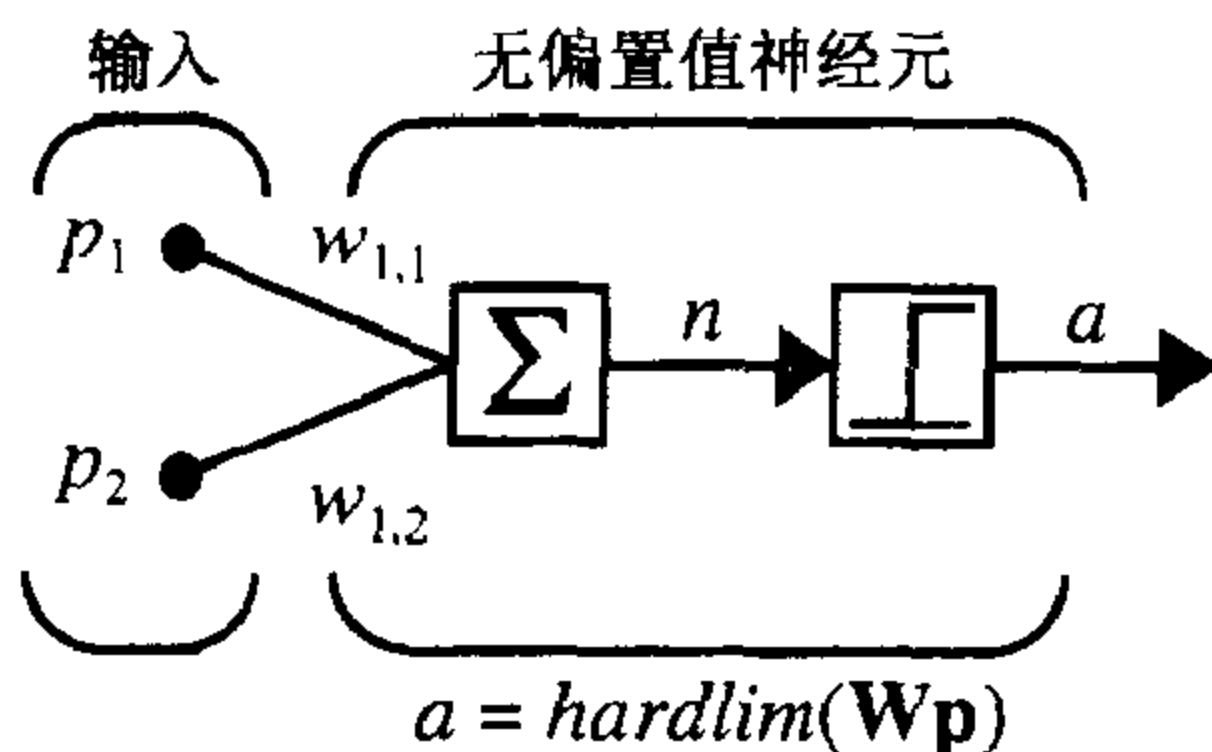 输入 无偏置值神经元
p₁ w₁,₁
Σ n a
p₂ w₁,₂
a = hardlim(Wp)